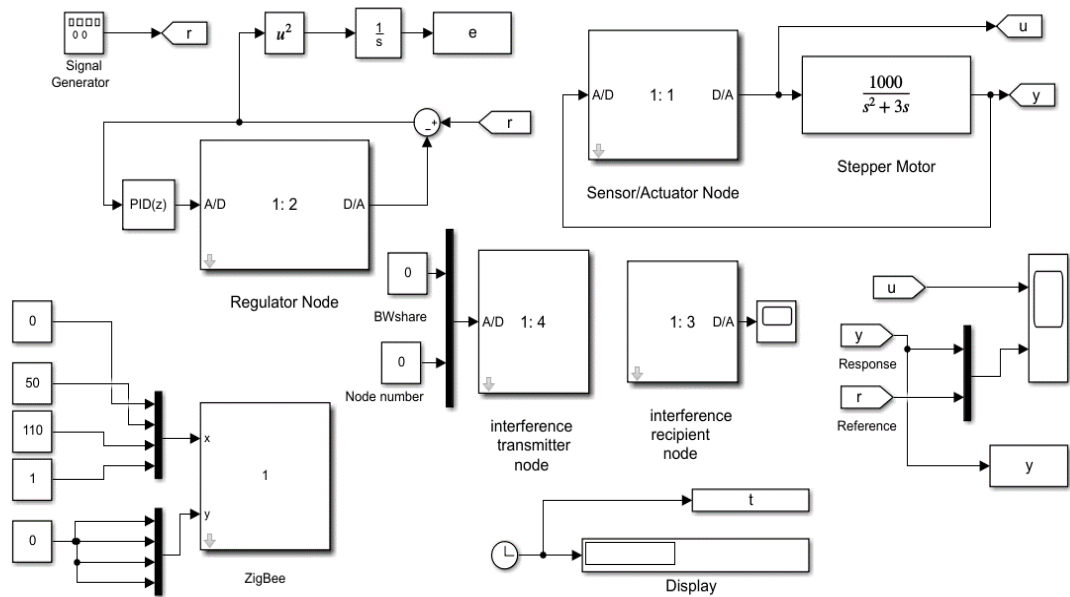 Signal
Generator
r
u²
1
s
e
r
PID(z)
A/D
1: 2
D/A
Regulator Node
A/D
1: 1
D/A
Sensor/Actuator Node
u
1000
s² + 3s
y
Stepper Motor
0
BWshare
0
Node number
A/D
1: 4
interference
transmitter
node
1: 3
D/A
interference
recipient
node
u
y
Response
r
Reference
y
0
50
110
1
0
x
1
y
ZigBee
t
Display